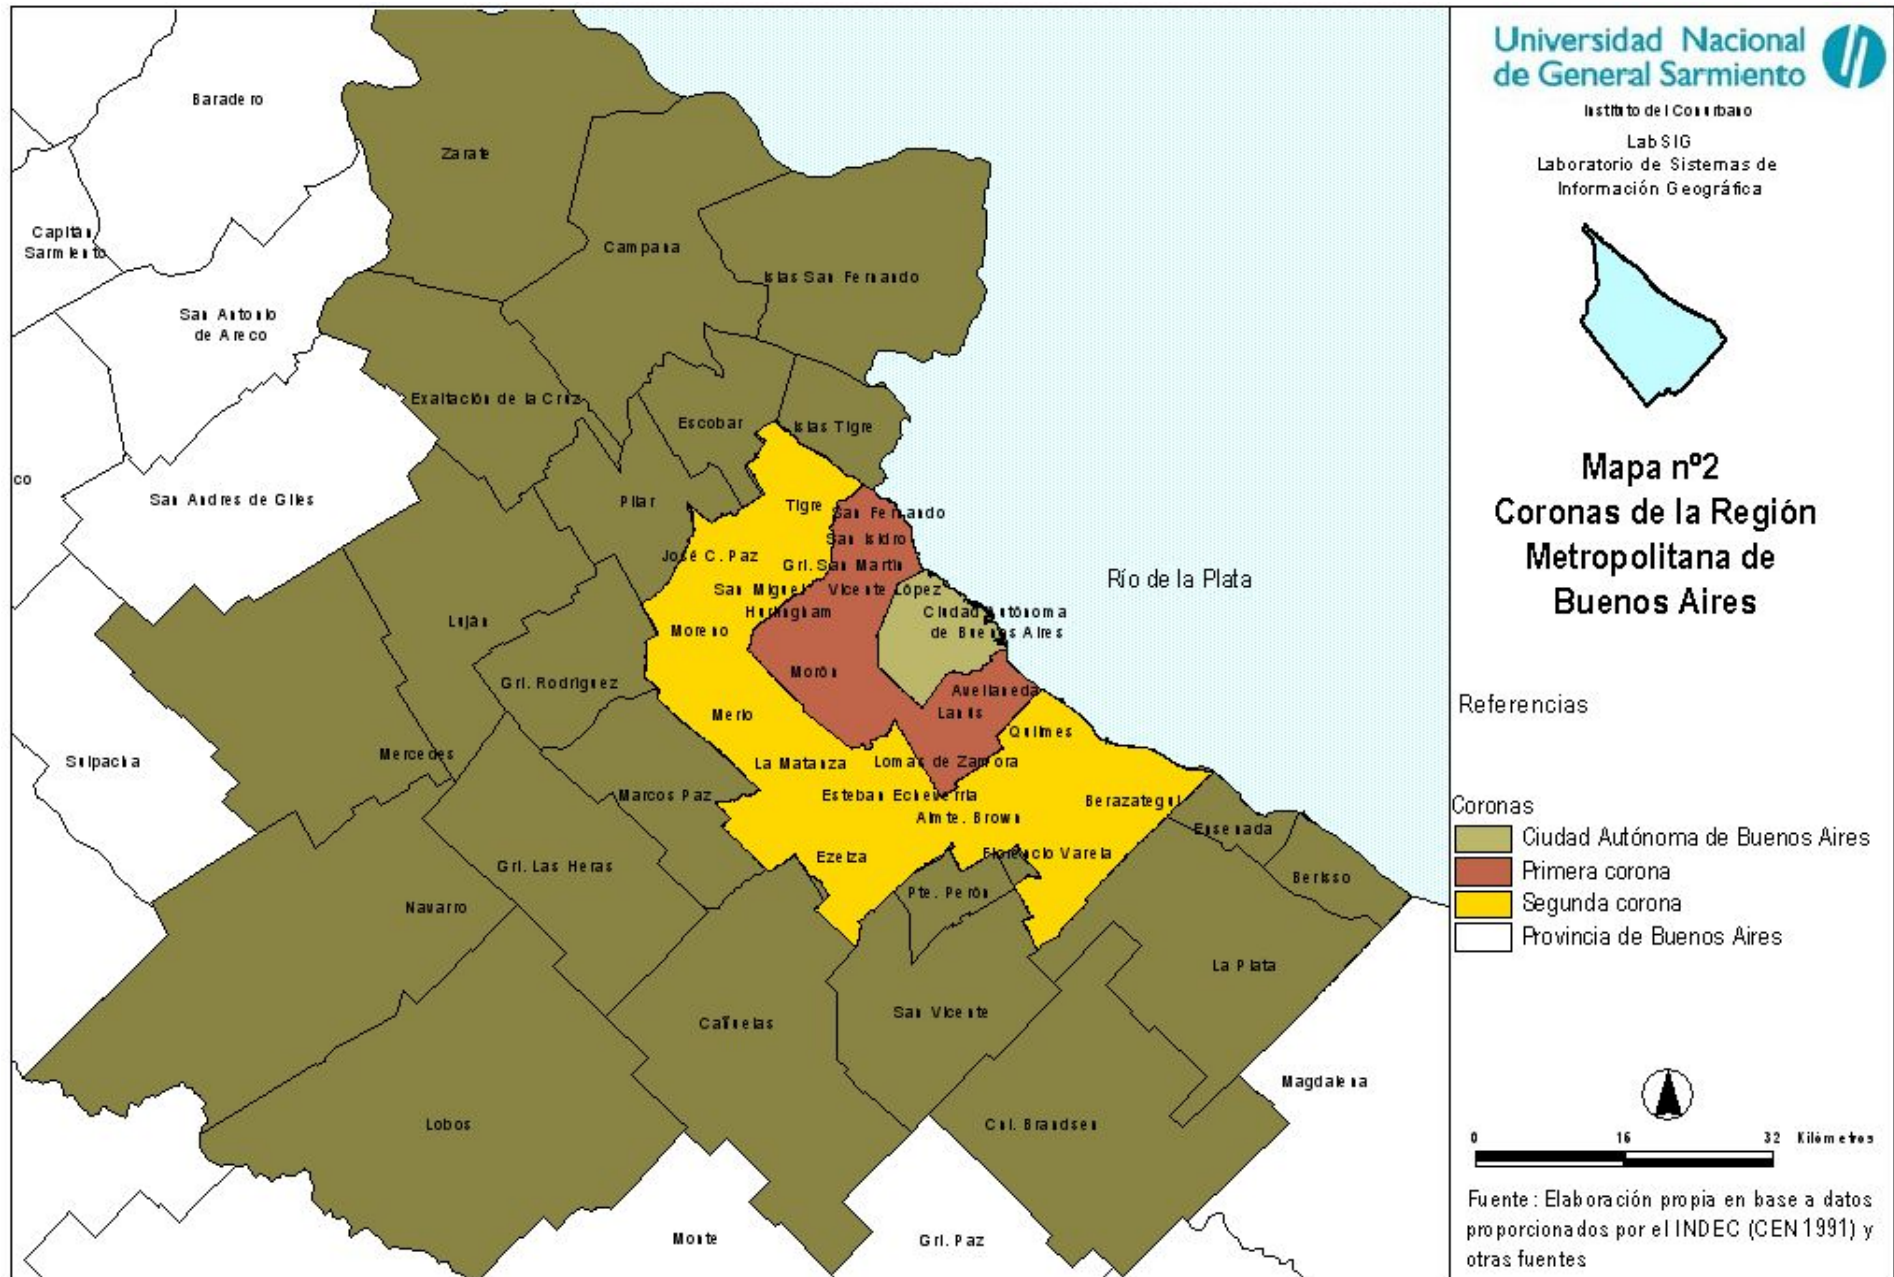 Baradero
Zarate
Capitán
Sarmiento
Campana
Islas San Fernando
San Antonio
de Areco
Exaltación de la Cruz
Escobar
Islas Tigre
co
San Andres de Giles
Pilar
Tigre
San Fernando
San Isidro
José C. Paz
Grl. San Martín
San Miguel
Vicente López
Hurlingham
Ciudad Autónoma
de Buenos Aires
Río de la Plata
Luján
Moreno
Morón
Grl. Rodriguez
Avellaneda
Lanús
Merlo
Quilmes
Suipacha
Mercedes
La Matanza
Lomas de Zamora
Marcos Paz
Esteban Echeverria
Berazategui
Almte. Brown
Ensenada
Ezeiza
Florencio Varela
Grl. Las Heras
Berisso
Pte. Perón
Navarro
La Plata
Cañuelas
San Vicente
Magdalena
Lobos
Cnl. Brandsen
Monte
Grl. Paz
Universidad Nacional
de General Sarmiento
Instituto del Conurbano
LabSIG
Laboratorio de Sistemas de
Información Geográfica
Mapa nº2
Coronas de la Región
Metropolitana de
Buenos Aires
Referencias
Coronas
Ciudad Autónoma de Buenos Aires
Primera corona
Segunda corona
Provincia de Buenos Aires
0 16 32 Kilómetros
Fuente: Elaboración propia en base a datos
proporcionados por el INDEC (CEN 1991) y
otras fuentes